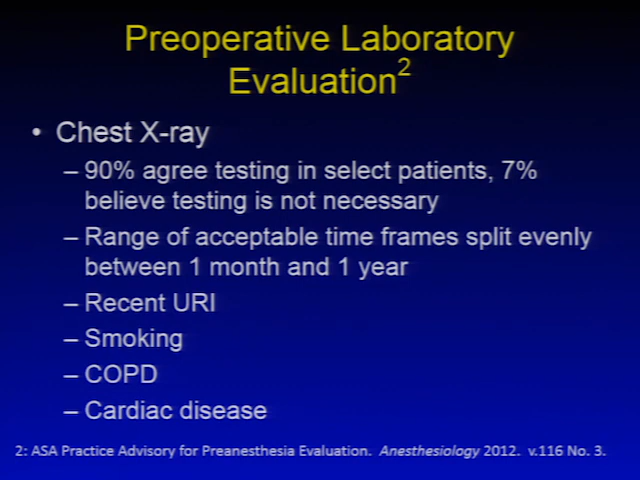 Preoperative Laboratory
Evaluation2
• Chest X-ray
– 90% agree testing in select patients, 7%
believe testing is not necessary
– Range of acceptable time frames split evenly
between 1 month and 1 year
– Recent URI
– Smoking
– COPD
– Cardiac disease
2: ASA Practice Advisory for Preanesthesia Evaluation. Anesthesiology 2012. v.116 No. 3.